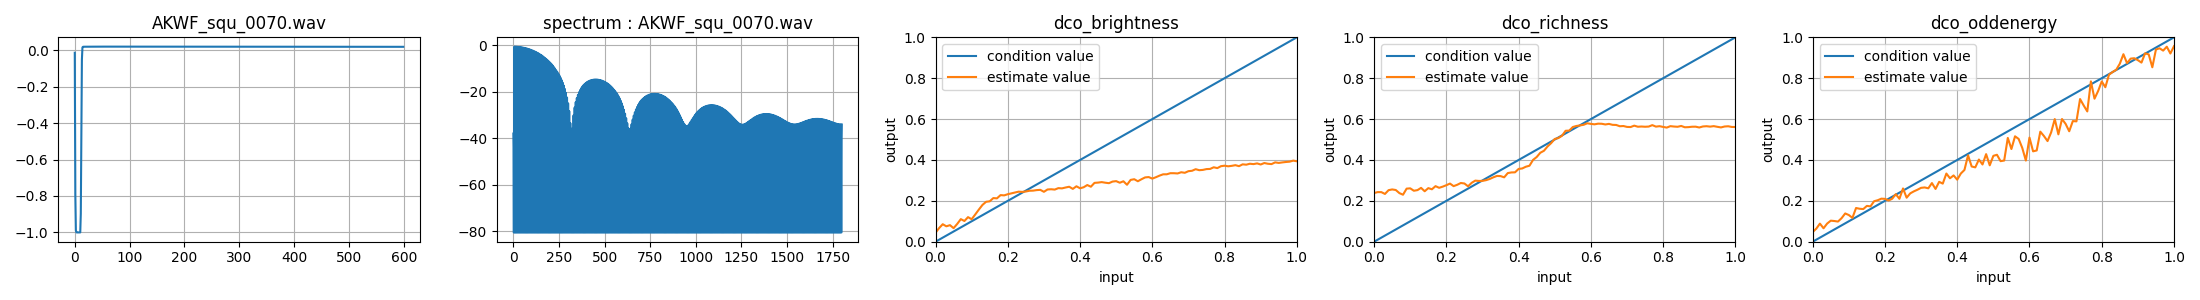 AKWF_squ_0070.wav
0.0
−0.2
−0.4
−0.6
−0.8
−1.0
0 100 200 300 400 500 600
spectrum : AKWF_squ_0070.wav
0
−20
−40
−60
−80
0 250 500 750 1000 1250 1500 1750
dco_brightness
condition value
estimate value
output
1.0
0.8
0.6
0.4
0.2
0.0
0.0 0.2 0.4 0.6 0.8 1.0
input
dco_richness
condition value
estimate value
output
1.0
0.8
0.6
0.4
0.2
0.0
0.0 0.2 0.4 0.6 0.8 1.0
input
dco_oddenergy
condition value
estimate value
output
1.0
0.8
0.6
0.4
0.2
0.0
0.0 0.2 0.4 0.6 0.8 1.0
input